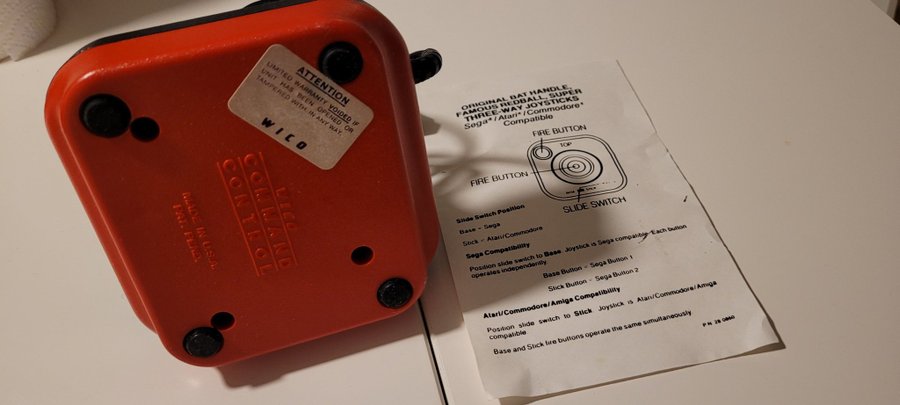 ATTENTION
LIMITED WARRANTY VOIDED IF
UNIT HAS BEEN OPENED OR
TAMPERED WITH IN ANY WAY.
WICO
WICO
COMMAND
CONTROL
MADE IN U.S.A.
ORIGINAL BAT HANDLE,
FAMOUS REDBALL, SUPER
THREE-WAY JOYSTICKS
Sega*/Atari*/Commodore*
Compatible
FIRE BUTTON
TOP
FIRE BUTTON
SLIDE SWITCH
Slide Switch Position
Base - Sega
Stick - Atari/Commodore
Sega Compatibility
Position slide switch to Base. Joystick is Sega compatible. Each button
operates independently.
Base Button - Sega Button 1
Stick Button - Sega Button 2
Atari/Commodore/Amiga Compatibility
Position slide switch to Stick. Joystick is Atari/Commodore/Amiga
compatible.
Base and Stick fire buttons operate the same simultaneously